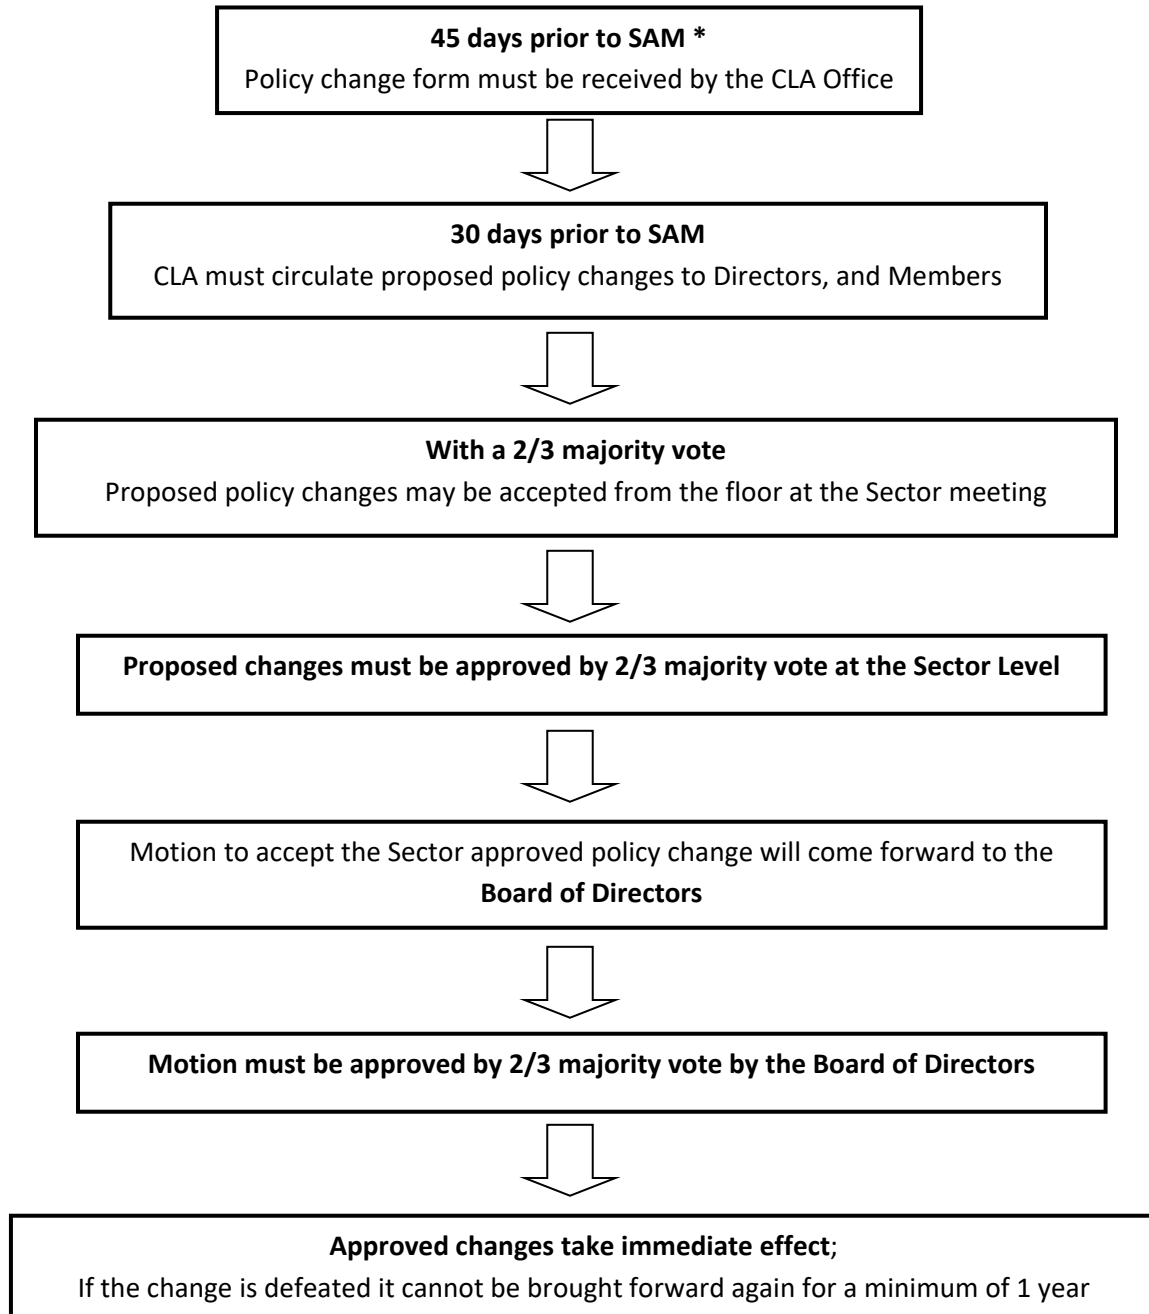 45 days prior to SAM *
Policy change form must be received by the CLA Office
30 days prior to SAM
CLA must circulate proposed policy changes to Directors, and Members
With a 2/3 majority vote
Proposed policy changes may be accepted from the floor at the Sector meeting
Proposed changes must be approved by 2/3 majority vote at the Sector Level
Motion to accept the Sector approved policy change will come forward to the
Board of Directors
Motion must be approved by 2/3 majority vote by the Board of Directors
Approved changes take immediate effect;
If the change is defeated it cannot be brought forward again for a minimum of 1 year